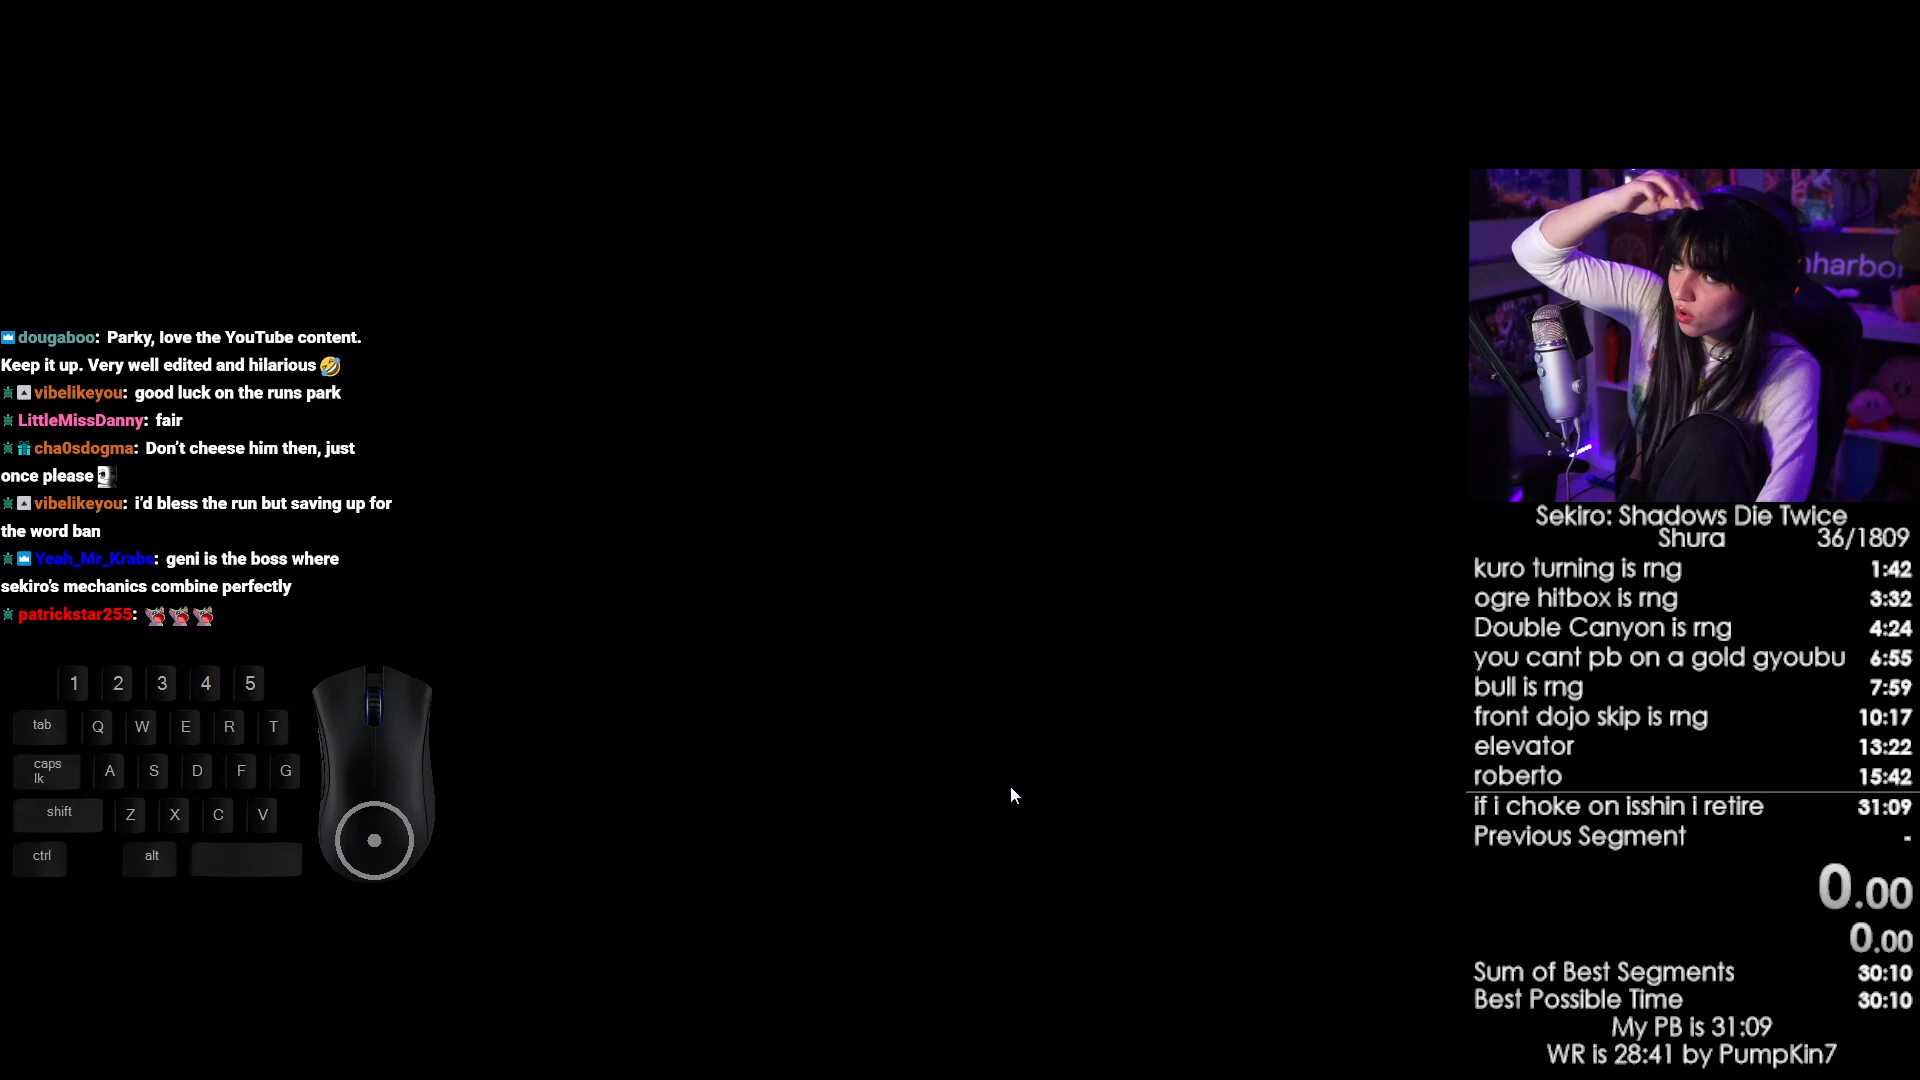 dougaboo: Parky, love the YouTube content.
Keep it up. Very well edited and hilarious 🤣
vibelikeyou: good luck on the runs park
LittleMissDanny: fair
cha0sdogma: Don’t cheese him then, just
once please
vibelikeyou: i’d bless the run but saving up for
the word ban
Yeah_Mr_Krabs: geni is the boss where
sekiro’s mechanics combine perfectly
patrickstar255:
1 2 3 4 5
tab Q W E R T
caps
lk A S D F G
shift Z X C V
ctrl alt
nharbor
Sekiro: Shadows Die Twice
Shura 36/1809
kuro turning is rng 1:42
ogre hitbox is rng 3:32
Double Canyon is rng 4:24
you cant pb on a gold gyoubu 6:55
bull is rng 7:59
front dojo skip is rng 10:17
elevator 13:22
roberto 15:42
if i choke on isshin i retire 31:09
Previous Segment -
0.00
0.00
Sum of Best Segments 30:10
Best Possible Time 30:10
My PB is 31:09
WR is 28:41 by PumpKin7